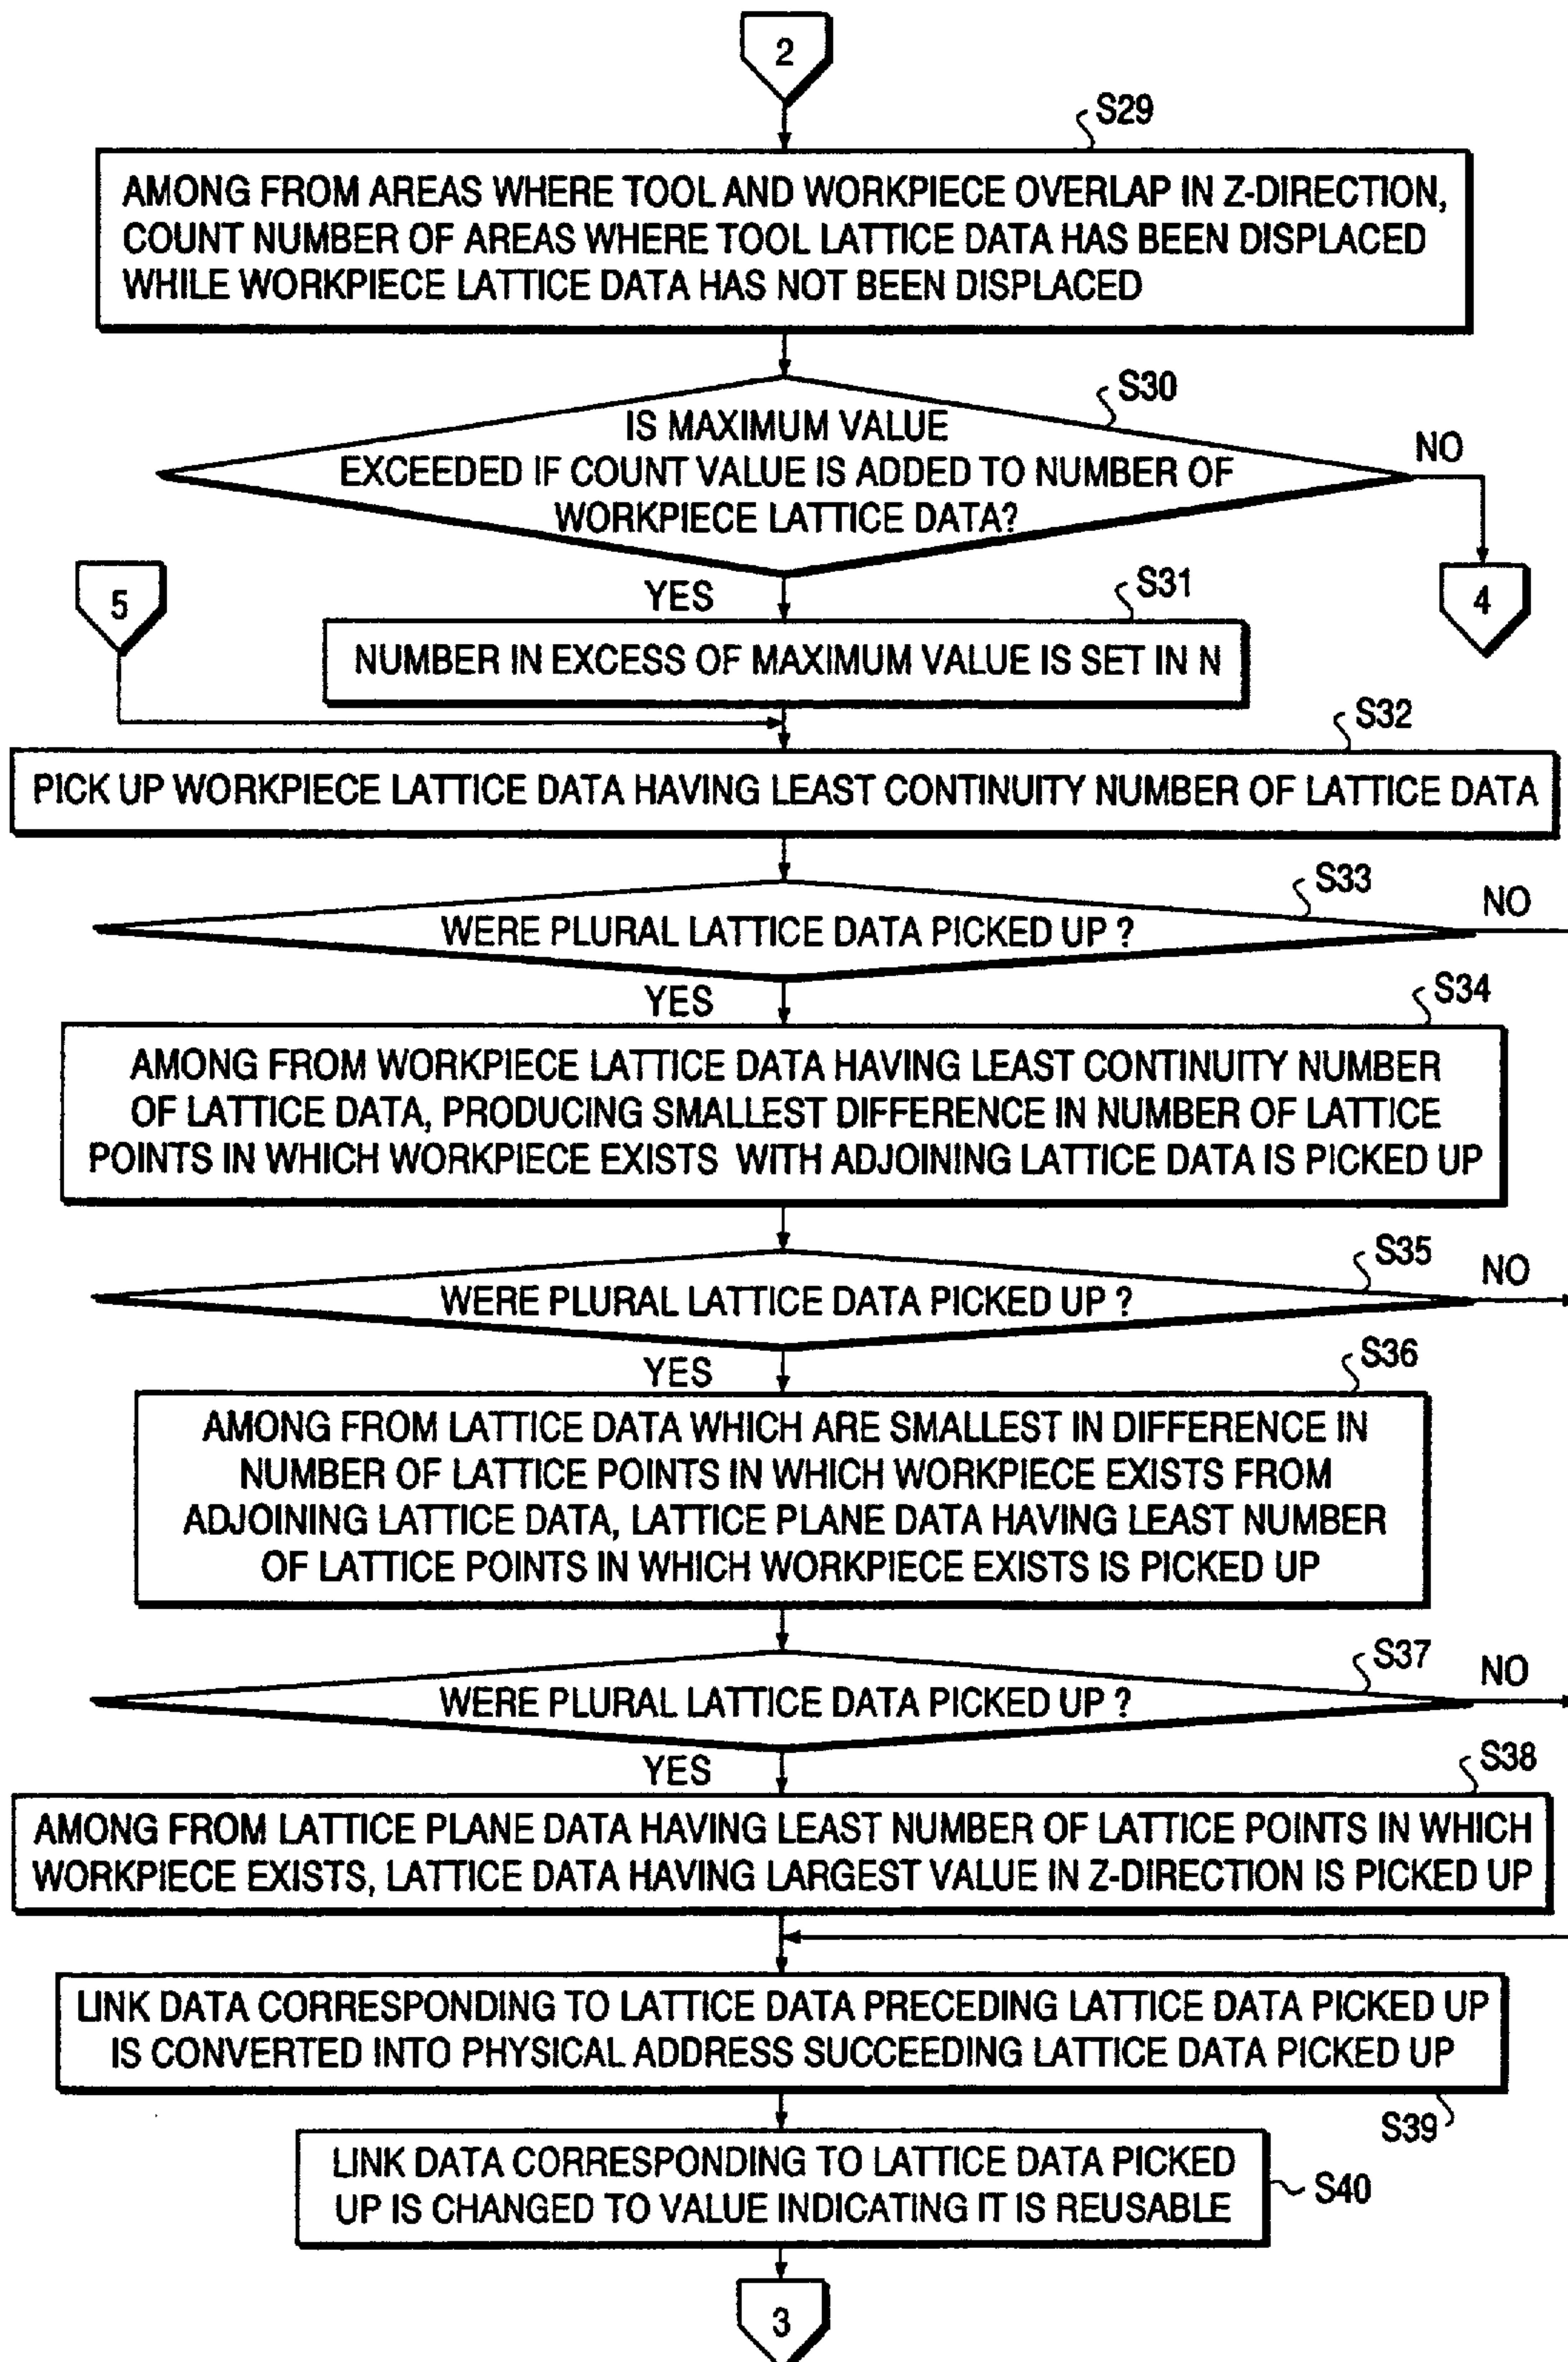 2
S29
AMONG FROM AREAS WHERE TOOL AND WORKPIECE OVERLAP IN Z-DIRECTION,
COUNT NUMBER OF AREAS WHERE TOOL LATTICE DATA HAS BEEN DISPLACED
WHILE WORKPIECE LATTICE DATA HAS NOT BEEN DISPLACED
S30
IS MAXIMUM VALUE
EXCEEDED IF COUNT VALUE IS ADDED TO NUMBER OF
WORKPIECE LATTICE DATA?
NO
4
YES
S31
5
NUMBER IN EXCESS OF MAXIMUM VALUE IS SET IN N
S32
PICK UP WORKPIECE LATTICE DATA HAVING LEAST CONTINUITY NUMBER OF LATTICE DATA
S33
WERE PLURAL LATTICE DATA PICKED UP ?
NO
YES
S34
AMONG FROM WORKPIECE LATTICE DATA HAVING LEAST CONTINUITY NUMBER
OF LATTICE DATA, PRODUCING SMALLEST DIFFERENCE IN NUMBER OF LATTICE
POINTS IN WHICH WORKPIECE EXISTS WITH ADJOINING LATTICE DATA IS PICKED UP
S35
WERE PLURAL LATTICE DATA PICKED UP ?
NO
YES
S36
AMONG FROM LATTICE DATA WHICH ARE SMALLEST IN DIFFERENCE IN
NUMBER OF LATTICE POINTS IN WHICH WORKPIECE EXISTS FROM
ADJOINING LATTICE DATA, LATTICE PLANE DATA HAVING LEAST NUMBER
OF LATTICE POINTS IN WHICH WORKPIECE EXISTS IS PICKED UP
S37
WERE PLURAL LATTICE DATA PICKED UP ?
NO
YES
S38
AMONG FROM LATTICE PLANE DATA HAVING LEAST NUMBER OF LATTICE POINTS IN WHICH
WORKPIECE EXISTS, LATTICE DATA HAVING LARGEST VALUE IN Z-DIRECTION IS PICKED UP
LINK DATA CORRESPONDING TO LATTICE DATA PRECEDING LATTICE DATA PICKED UP
IS CONVERTED INTO PHYSICAL ADDRESS SUCCEEDING LATTICE DATA PICKED UP
S39
LINK DATA CORRESPONDING TO LATTICE DATA PICKED
UP IS CHANGED TO VALUE INDICATING IT IS REUSABLE
S40
3